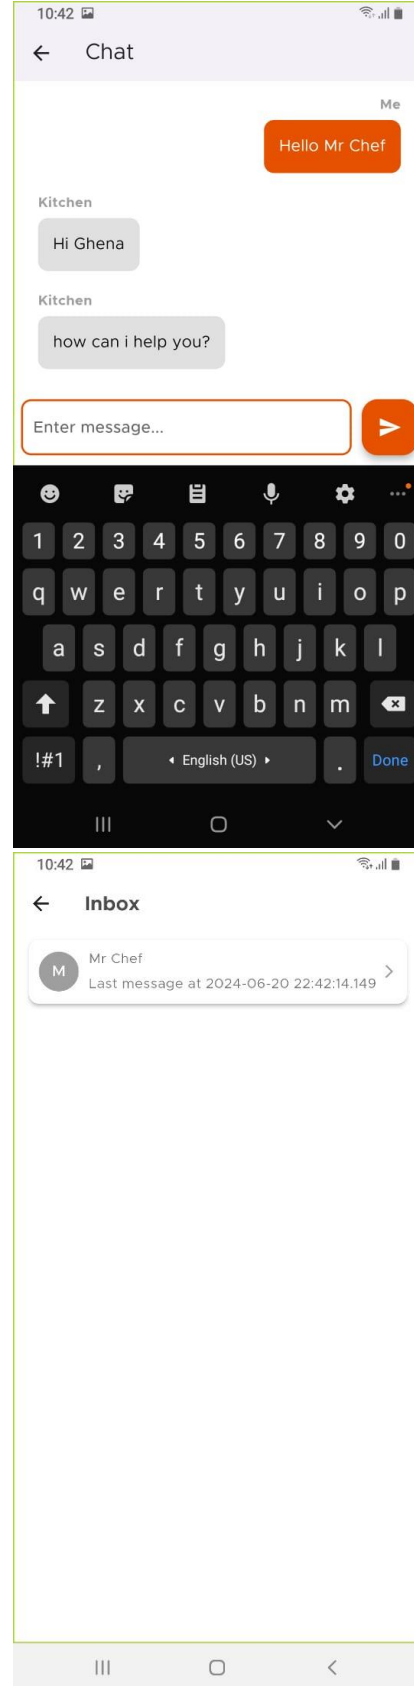 10:42
Chat
Me
Hello Mr Chef
Kitchen
Hi Ghena
Kitchen
how can i help you?
Enter message...
1 2 3 4 5 6 7 8 9 0
q w e r t y u i o p
a s d f g h j k l
z x c v b n m
!#1 , English (US) . Done
10:42
Inbox
M
Mr Chef
Last message at 2024-06-20 22:42:14.149